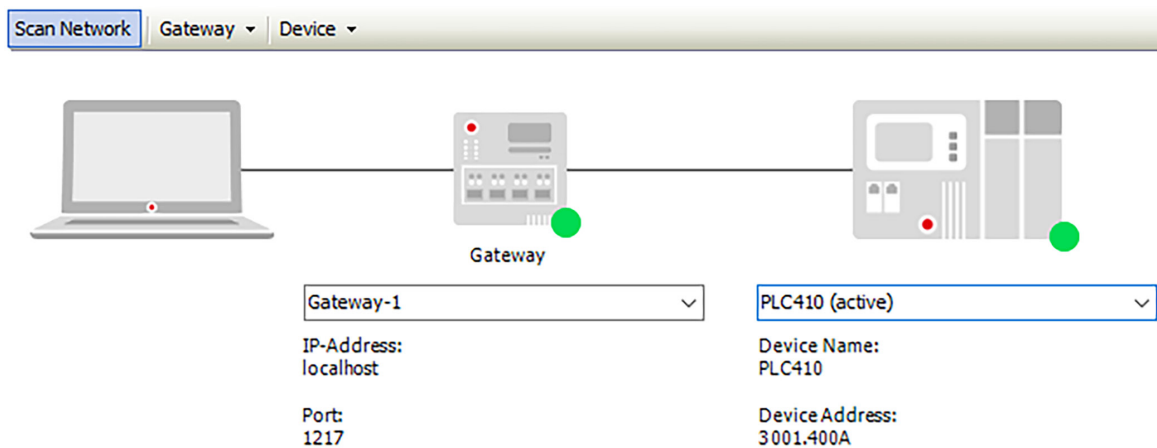 Scan Network Gateway Device
Gateway
Gateway-1
PLC410 (active)
IP-Address:
localhost
Device Name:
PLC410
Port:
1217
Device Address:
3001.400A